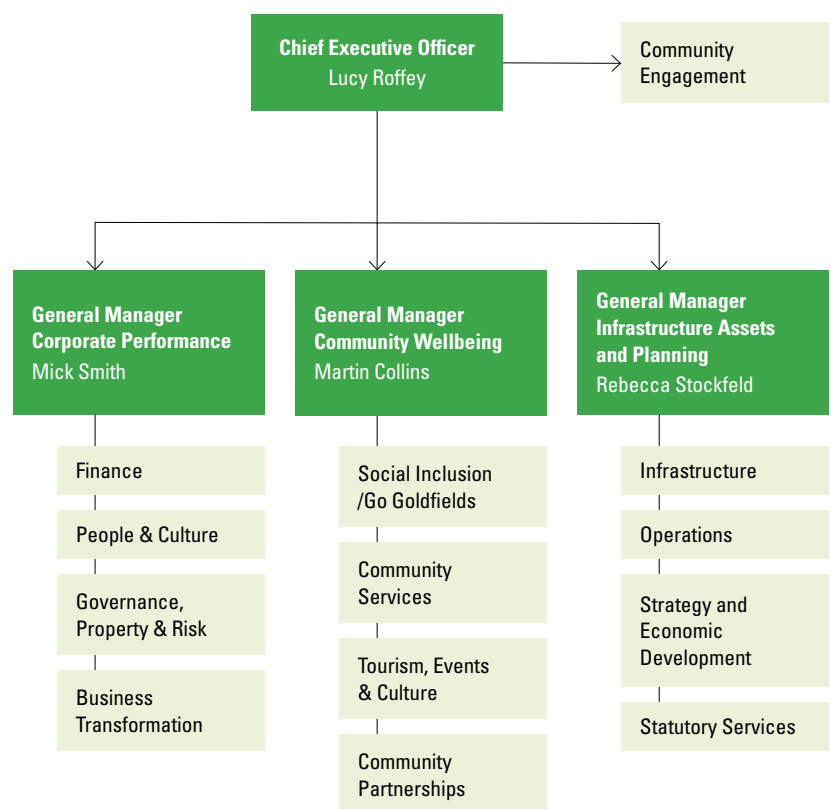 Chief Executive Officer
Lucy Roffey
Community
Engagement
General Manager
Corporate Performance
Mick Smith
General Manager
Community Wellbeing
Martin Collins
General Manager
Infrastructure Assets
and Planning
Rebecca Stockfeld
Finance
People & Culture
Governance,
Property & Risk
Business
Transformation
Social Inclusion
/Go Goldfields
Community
Services
Tourism, Events
& Culture
Community
Partnerships
Infrastructure
Operations
Strategy and
Economic
Development
Statutory Services